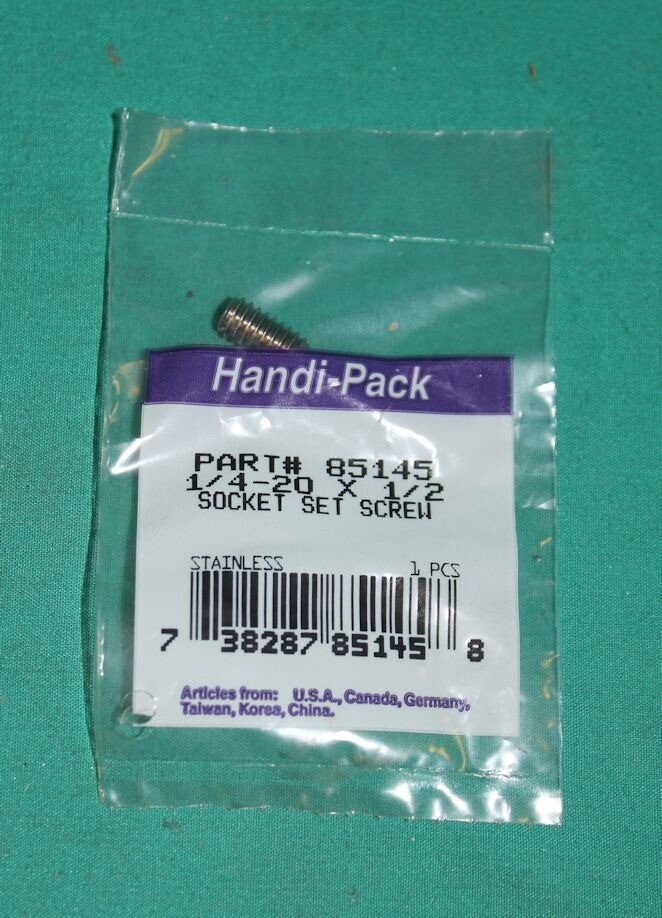 Handi-Pack
PART# 85145
1/4-20 X 1/2
SOCKET SET SCREW
STAINLESS 1 PCS
7 38287 85145 8
Articles from: U.S.A., Canada, Germany,
Taiwan, Korea, China.